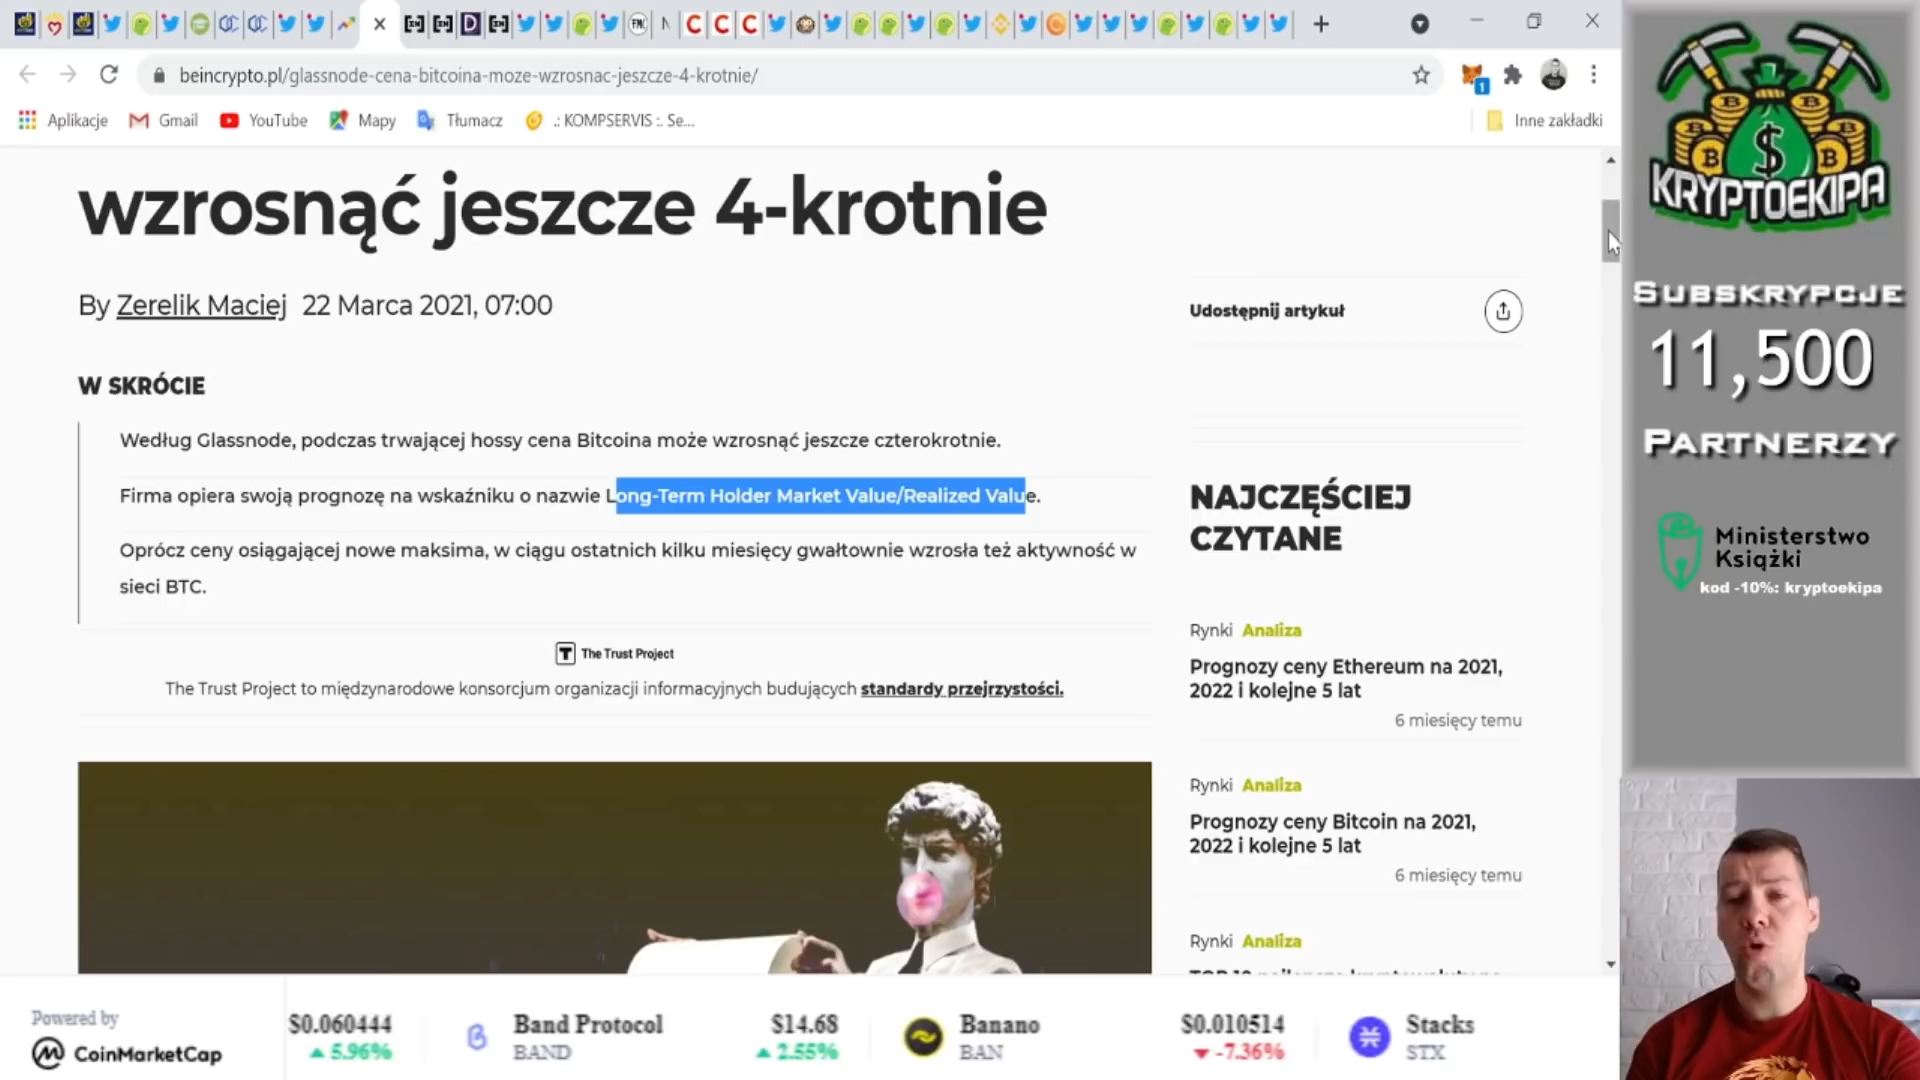 beincrypto.pl/glassnode-cena-bitcoina-moze-wzrosnac-jeszcze-4-krotnie/
1
Aplikacje
Gmail
YouTube
Mapy
Tłumacz
.: KOMPSERVIS :. Se...
Inne zakładki
wzrosnąć jeszcze 4-krotnie
By Zerelik Maciej 22 Marca 2021, 07:00
Udostępnij artykuł
W SKRÓCIE
Według Glassnode, podczas trwającej hossy cena Bitcoina może wzrosnąć jeszcze czterokrotnie.
Firma opiera swoją prognozę na wskaźniku o nazwie Long-Term Holder Market Value/Realized Value.
Oprócz ceny osiągającej nowe maksima, w ciągu ostatnich kilku miesięcy gwałtownie wzrosła też aktywność w
sieci BTC.
The Trust Project
The Trust Project to międzynarodowe konsorcjum organizacji informacyjnych budujących standardy przejrzystości.
NAJCZĘŚCIEJ
CZYTANE
Rynki Analiza
Prognozy ceny Ethereum na 2021,
2022 i kolejne 5 lat
6 miesięcy temu
Rynki Analiza
Prognozy ceny Bitcoin na 2021,
2022 i kolejne 5 lat
6 miesięcy temu
Rynki Analiza
KRYPTOEKIPA
SUBSKRYPCJE
11,500
PARTNERZY
Ministerstwo
Książki
kod -10%: kryptoekipa
Powered by
CoinMarketCap
$0.060444
5.96%
Band Protocol
BAND
$14.68
2.55%
Banano
BAN
$0.010514
-7.36%
Stacks
STX